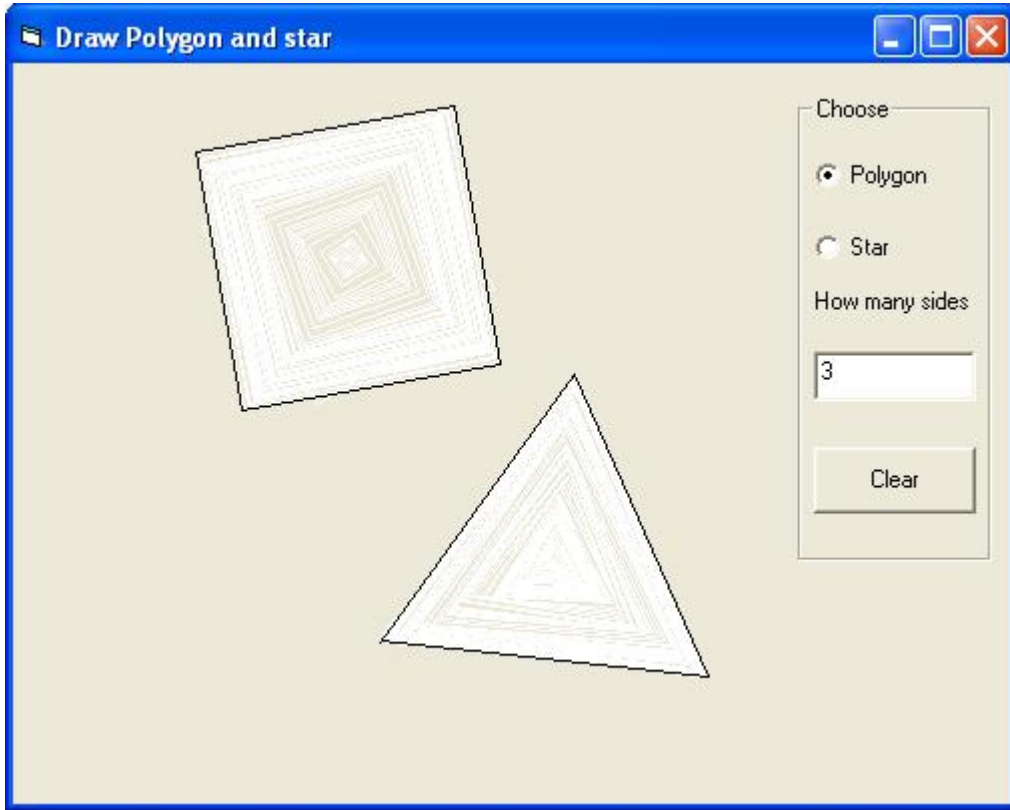 Draw Polygon and star
Choose
Polygon
Star
How many sides
3
Clear